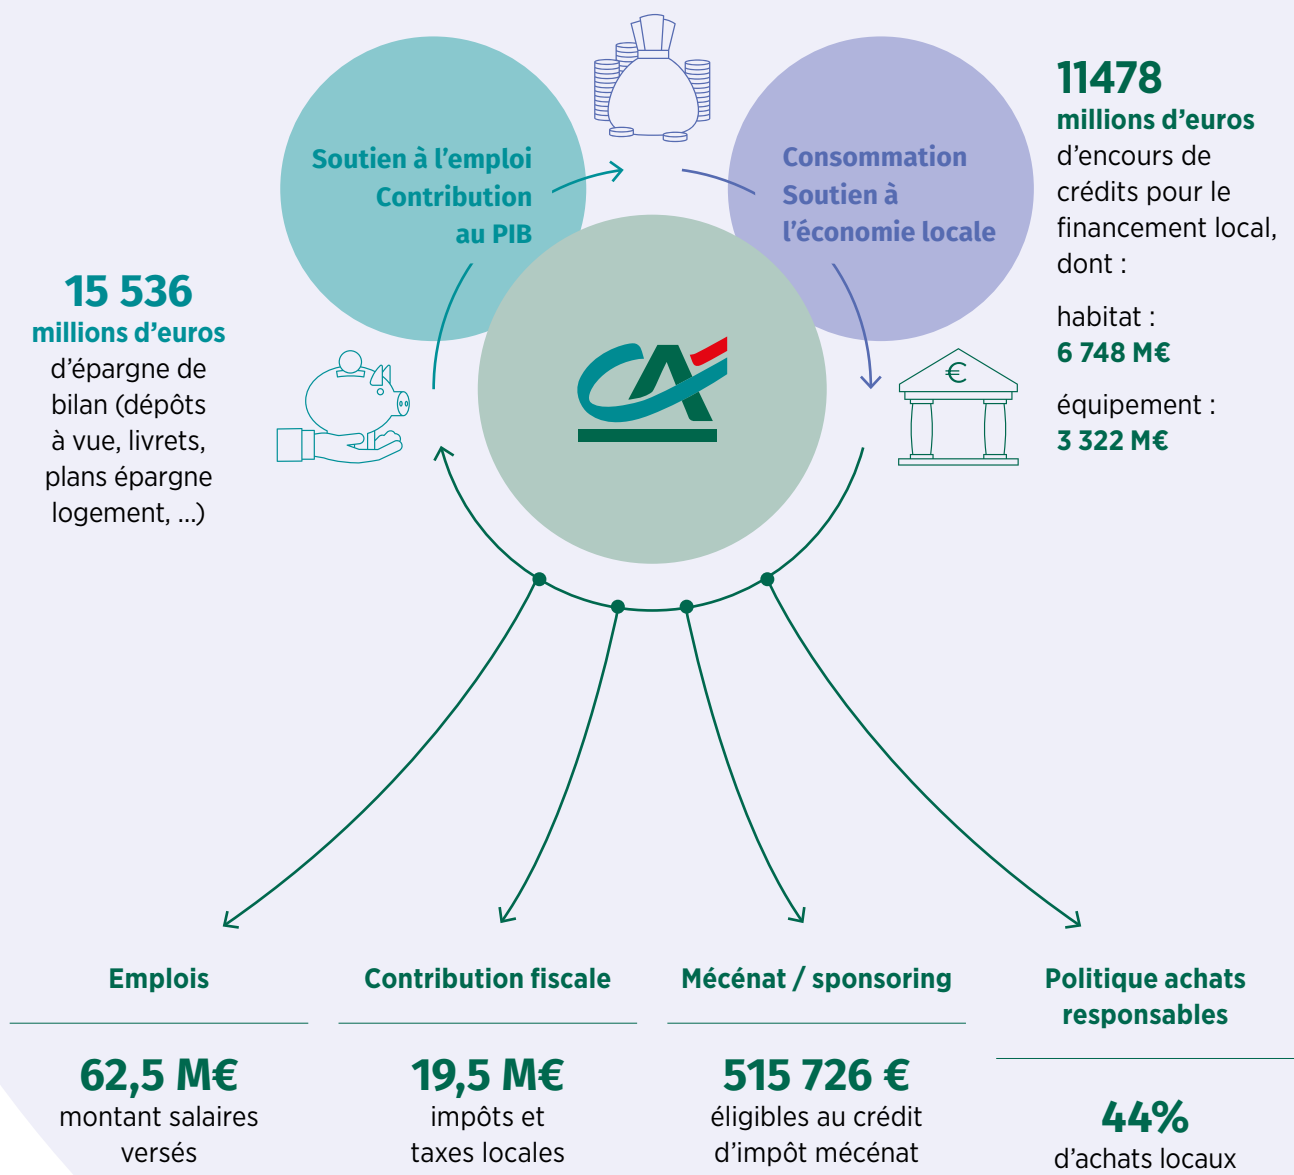 Soutien à l'emploi
Contribution
au PIB
Consommation
Soutien à
l'économie locale
11478
millions d'euros
d'encours de
crédits pour le
financement local,
dont :
habitat :
6 748 M€
équipement :
3 322 M€
15 536
millions d'euros
d'épargne de
bilan (dépôts
à vue, livrets,
plans épargne
logement, ...)
€
CA
Emplois
62,5 M€
montant salaires
versés
Contribution fiscale
19,5 M€
impôts et
taxes locales
Mécénat / sponsoring
515 726 €
éligibles au crédit
d'impôt mécénat
Politique achats
responsables
44%
d'achats locaux